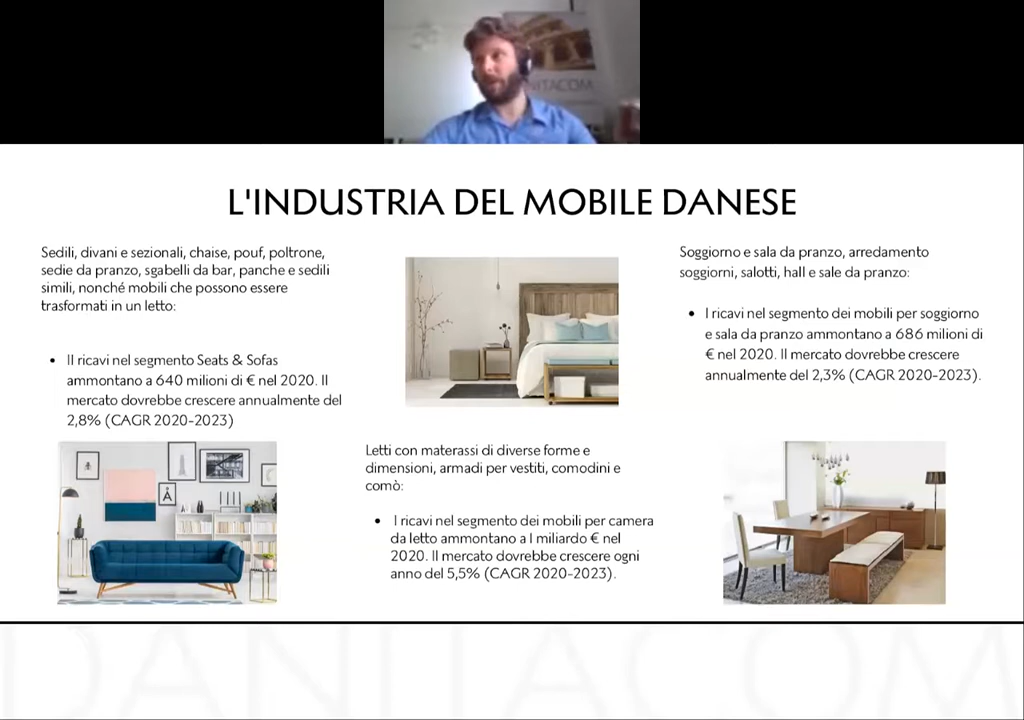 NITACOM
L'INDUSTRIA DEL MOBILE DANESE
Sedili, divani e sezionali, chaise, pouf, poltrone,
sedie da pranzo, sgabelli da bar, panche e sedili
simili, nonché mobili che possono essere
trasformati in un letto:
• Il ricavi nel segmento Seats & Sofas
ammontano a 640 milioni di € nel 2020. Il
mercato dovrebbe crescere annualmente del
2,8% (CAGR 2020-2023)
Letti con materassi di diverse forme e
dimensioni, armadi per vestiti, comodini e
comò:
• I ricavi nel segmento dei mobili per camera
da letto ammontano a 1 miliardo € nel
2020. Il mercato dovrebbe crescere ogni
anno del 5,5% (CAGR 2020-2023).
Soggiorno e sala da pranzo, arredamento
soggiorni, salotti, hall e sale da pranzo:
• I ricavi nel segmento dei mobili per soggiorno
e sala da pranzo ammontano a 686 milioni di
€ nel 2020. Il mercato dovrebbe crescere
annualmente del 2,3% (CAGR 2020-2023).
DANITACOM